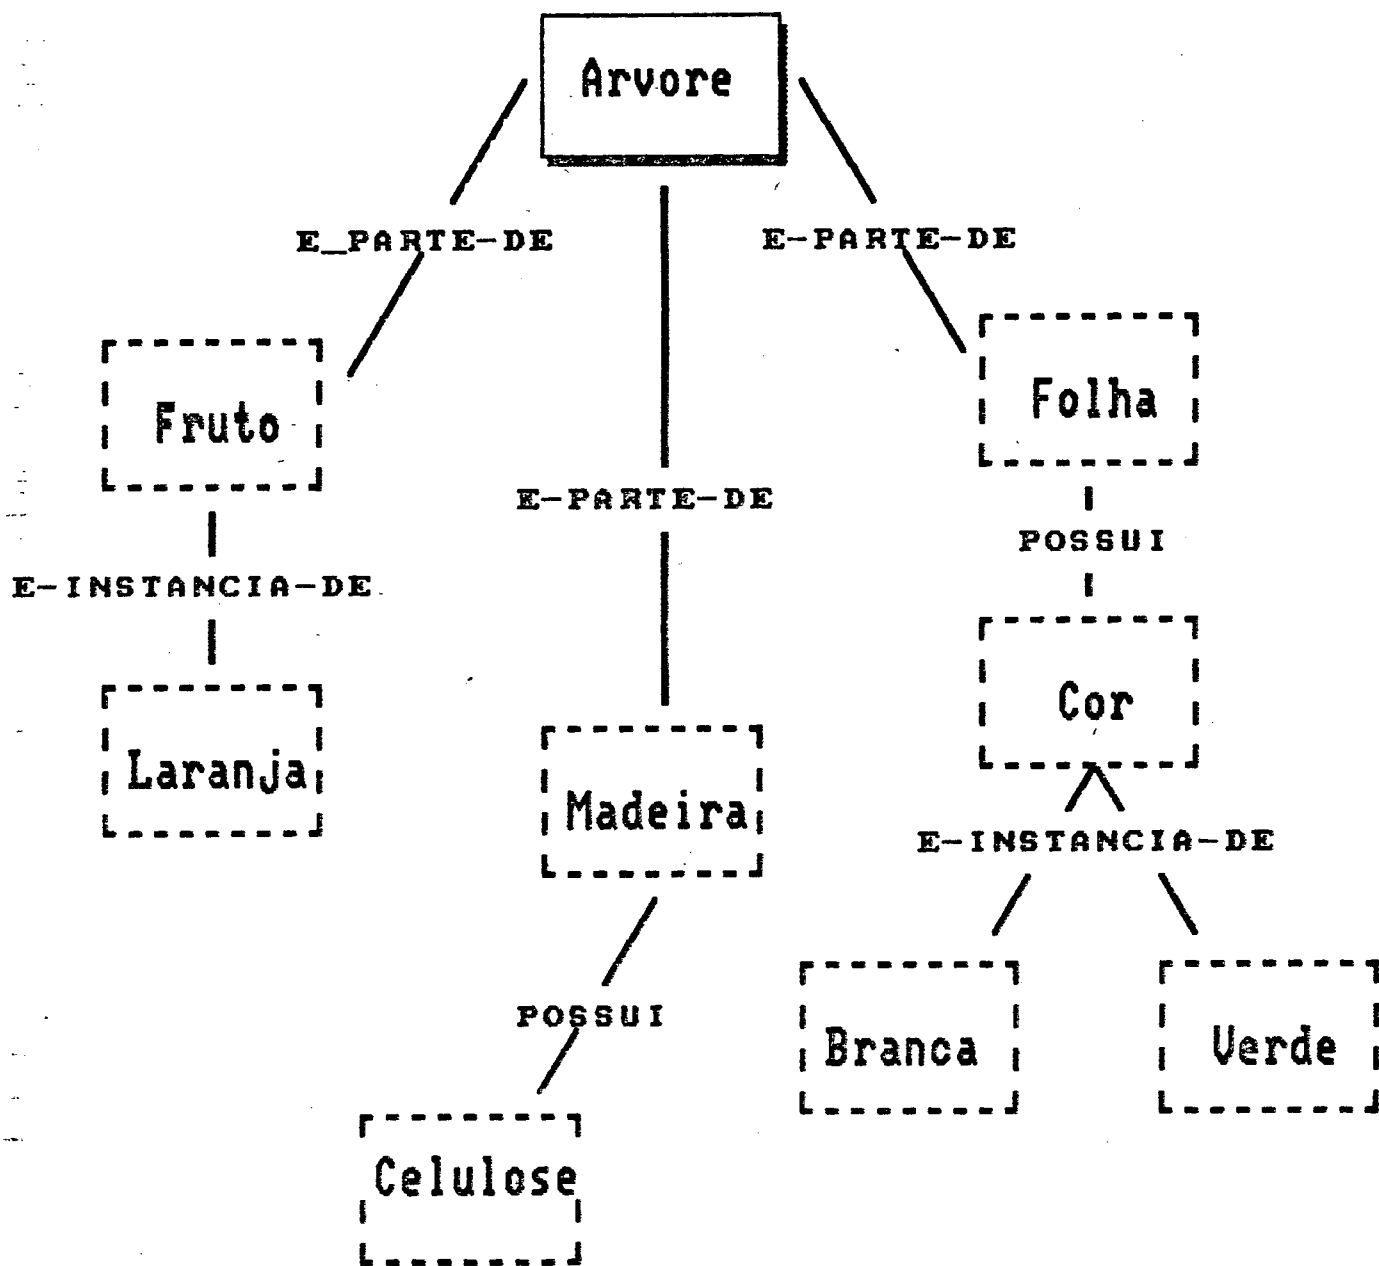 Arvore
E_PARTE-DE
E-PARTE-DE
Fruto
Folha
E-PARTE-DE
POSSUI
E-INSTANCIA-DE
Cor
Laranja
Madeira
E-INSTANCIA-DE
POSSUI
Branca
Verde
Celulose